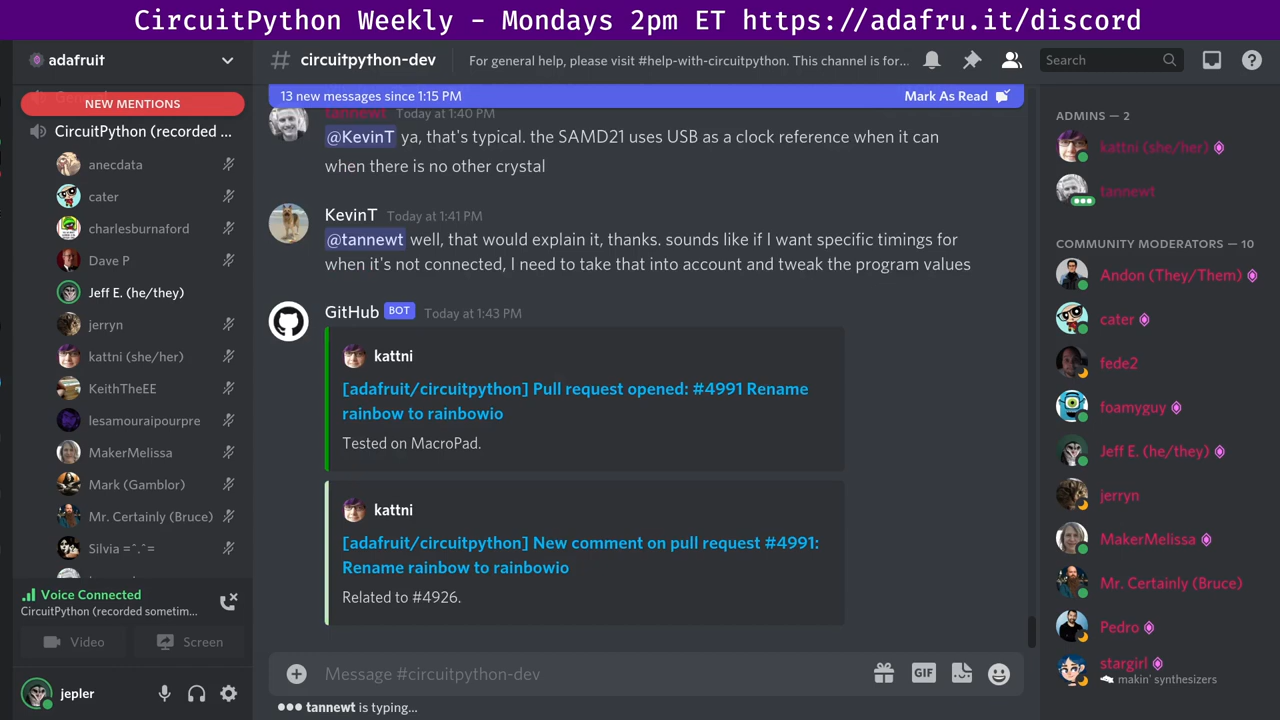 CircuitPython Weekly - Mondays 2pm ET https://adafru.it/discord
adafruit
NEW MENTIONS
CircuitPython (recorded ...
anecdata
cater
charlesburnaford
Dave P
Jeff E. (he/they)
jerryn
kattni (she/her)
KeithTheEE
lesamouraipourpre
MakerMelissa
Mark (Gamblor)
Mr. Certainly (Bruce)
Silvia =^.^=
Voice Connected
CircuitPython (recorded sometim...
Video
Screen
jepler
circuitpython-dev
For general help, please visit #help-with-circuitpython. This channel is for...
Search
13 new messages since 1:15 PM
Mark As Read
tannewt Today at 1:40 PM
@KevinT ya, that's typical. the SAMD21 uses USB as a clock reference when it can
when there is no other crystal
KevinT Today at 1:41 PM
@tannewt well, that would explain it, thanks. sounds like if I want specific timings for
when it's not connected, I need to take that into account and tweak the program values
GitHub BOT Today at 1:43 PM
kattni
[adafruit/circuitpython] Pull request opened: #4991 Rename
rainbow to rainbowio
Tested on MacroPad.
kattni
[adafruit/circuitpython] New comment on pull request #4991:
Rename rainbow to rainbowio
Related to #4926.
Message #circuitpython-dev
GIF
tannewt is typing...
ADMINS — 2
kattni (she/her)
tannewt
COMMUNITY MODERATORS — 10
Andon (They/Them)
cater
fede2
foamyguy
Jeff E. (he/they)
jerryn
MakerMelissa
Mr. Certainly (Bruce)
Pedro
stargirl
makin' synthesizers